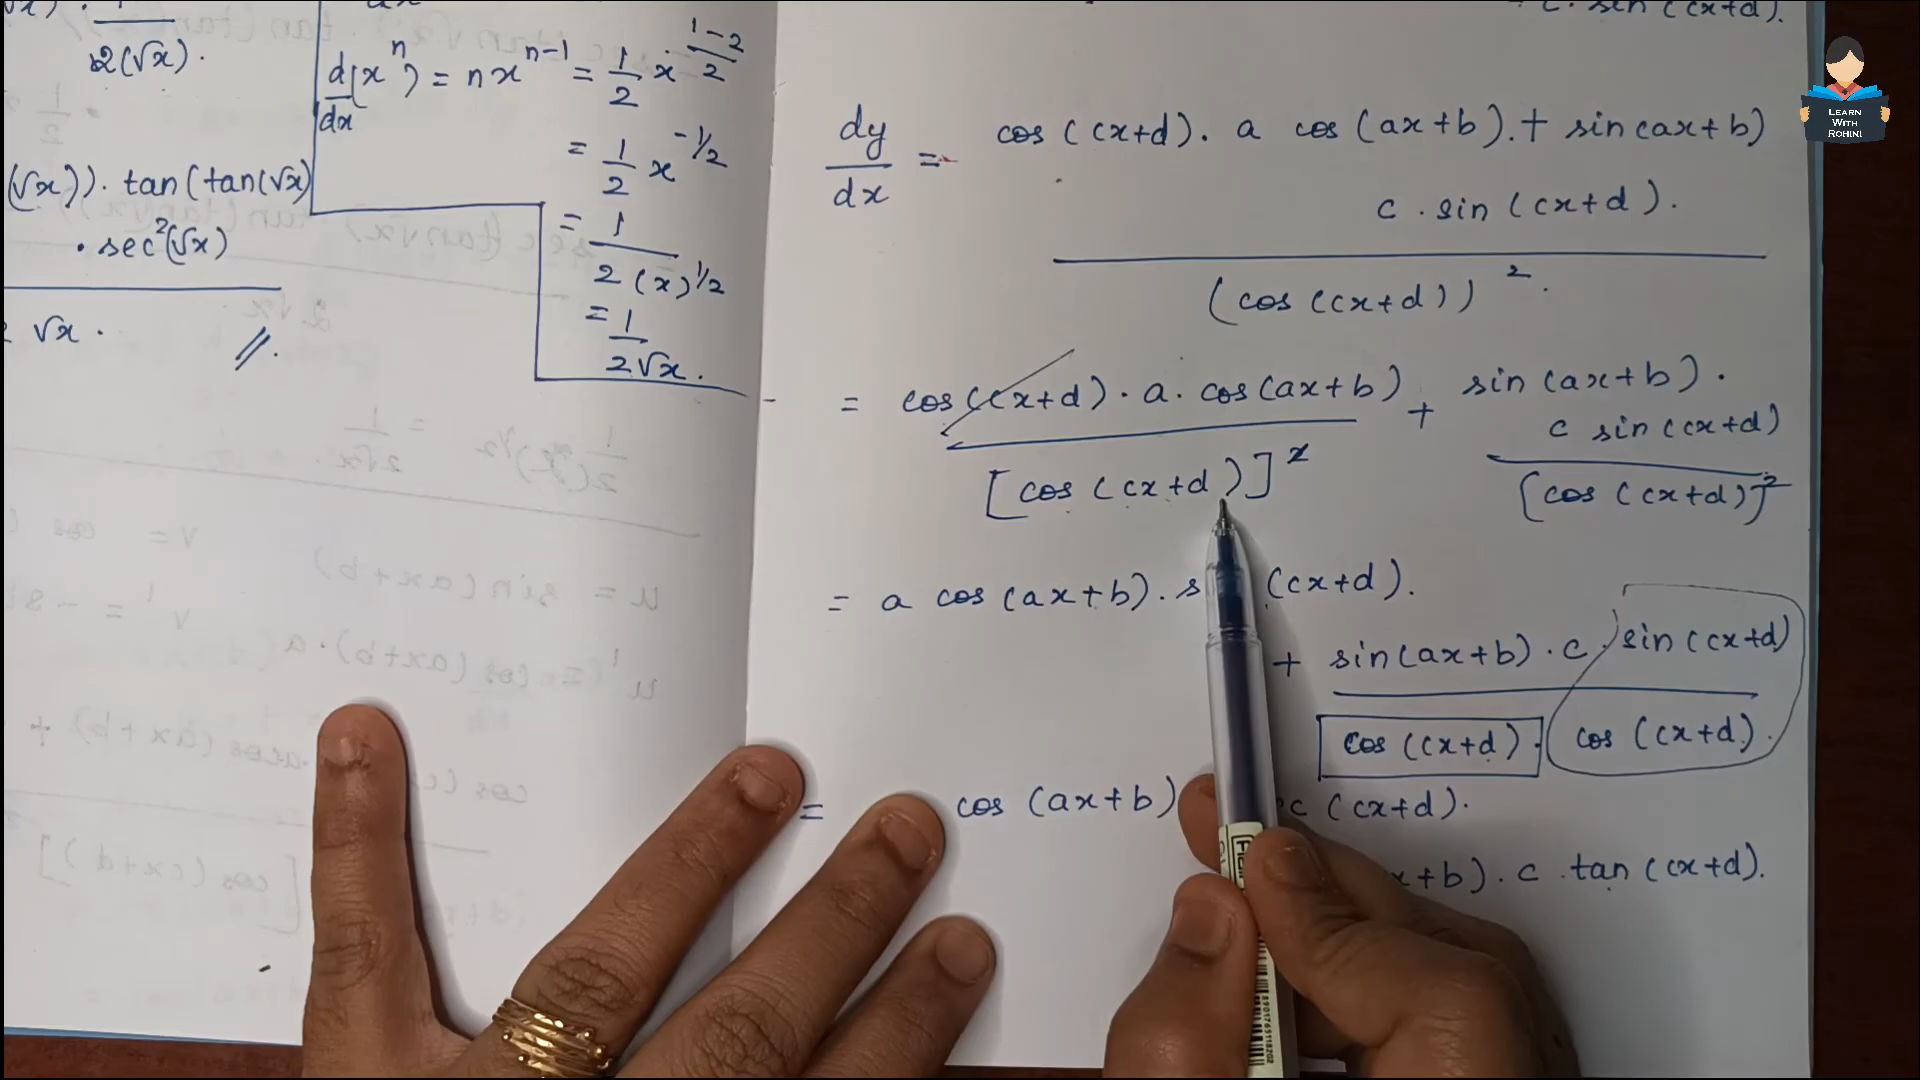 2(√x).
d/dx (x^n) = nx^(n-1) = 1/2 x^((1-2)/2)
= 1/2 x^(-1/2)
= 1/(2(x)^(1/2))
= 1/(2√x).
(√x)). tan(tan(√x)
. sec²(√x)
√x . //.
c. sin (cx+d).
dy/dx = cos (cx+d). a cos (ax+b). + sin(ax+b)
c . sin (cx+d).
(cos (cx+d))².
= cos (cx+d) . a. cos(ax+b) + sin (ax+b).
c sin (cx+d)
[cos (cx+d)]² [cos (cx+d)]²
= a cos (ax+b). (cx+d).
+ sin(ax+b). c . sin (cx+d)
cos (cx+d). cos (cx+d).
= cos (ax+b) (cx+d).
x+b). c . tan (cx+d).
LEARN
WITH
ROHINI